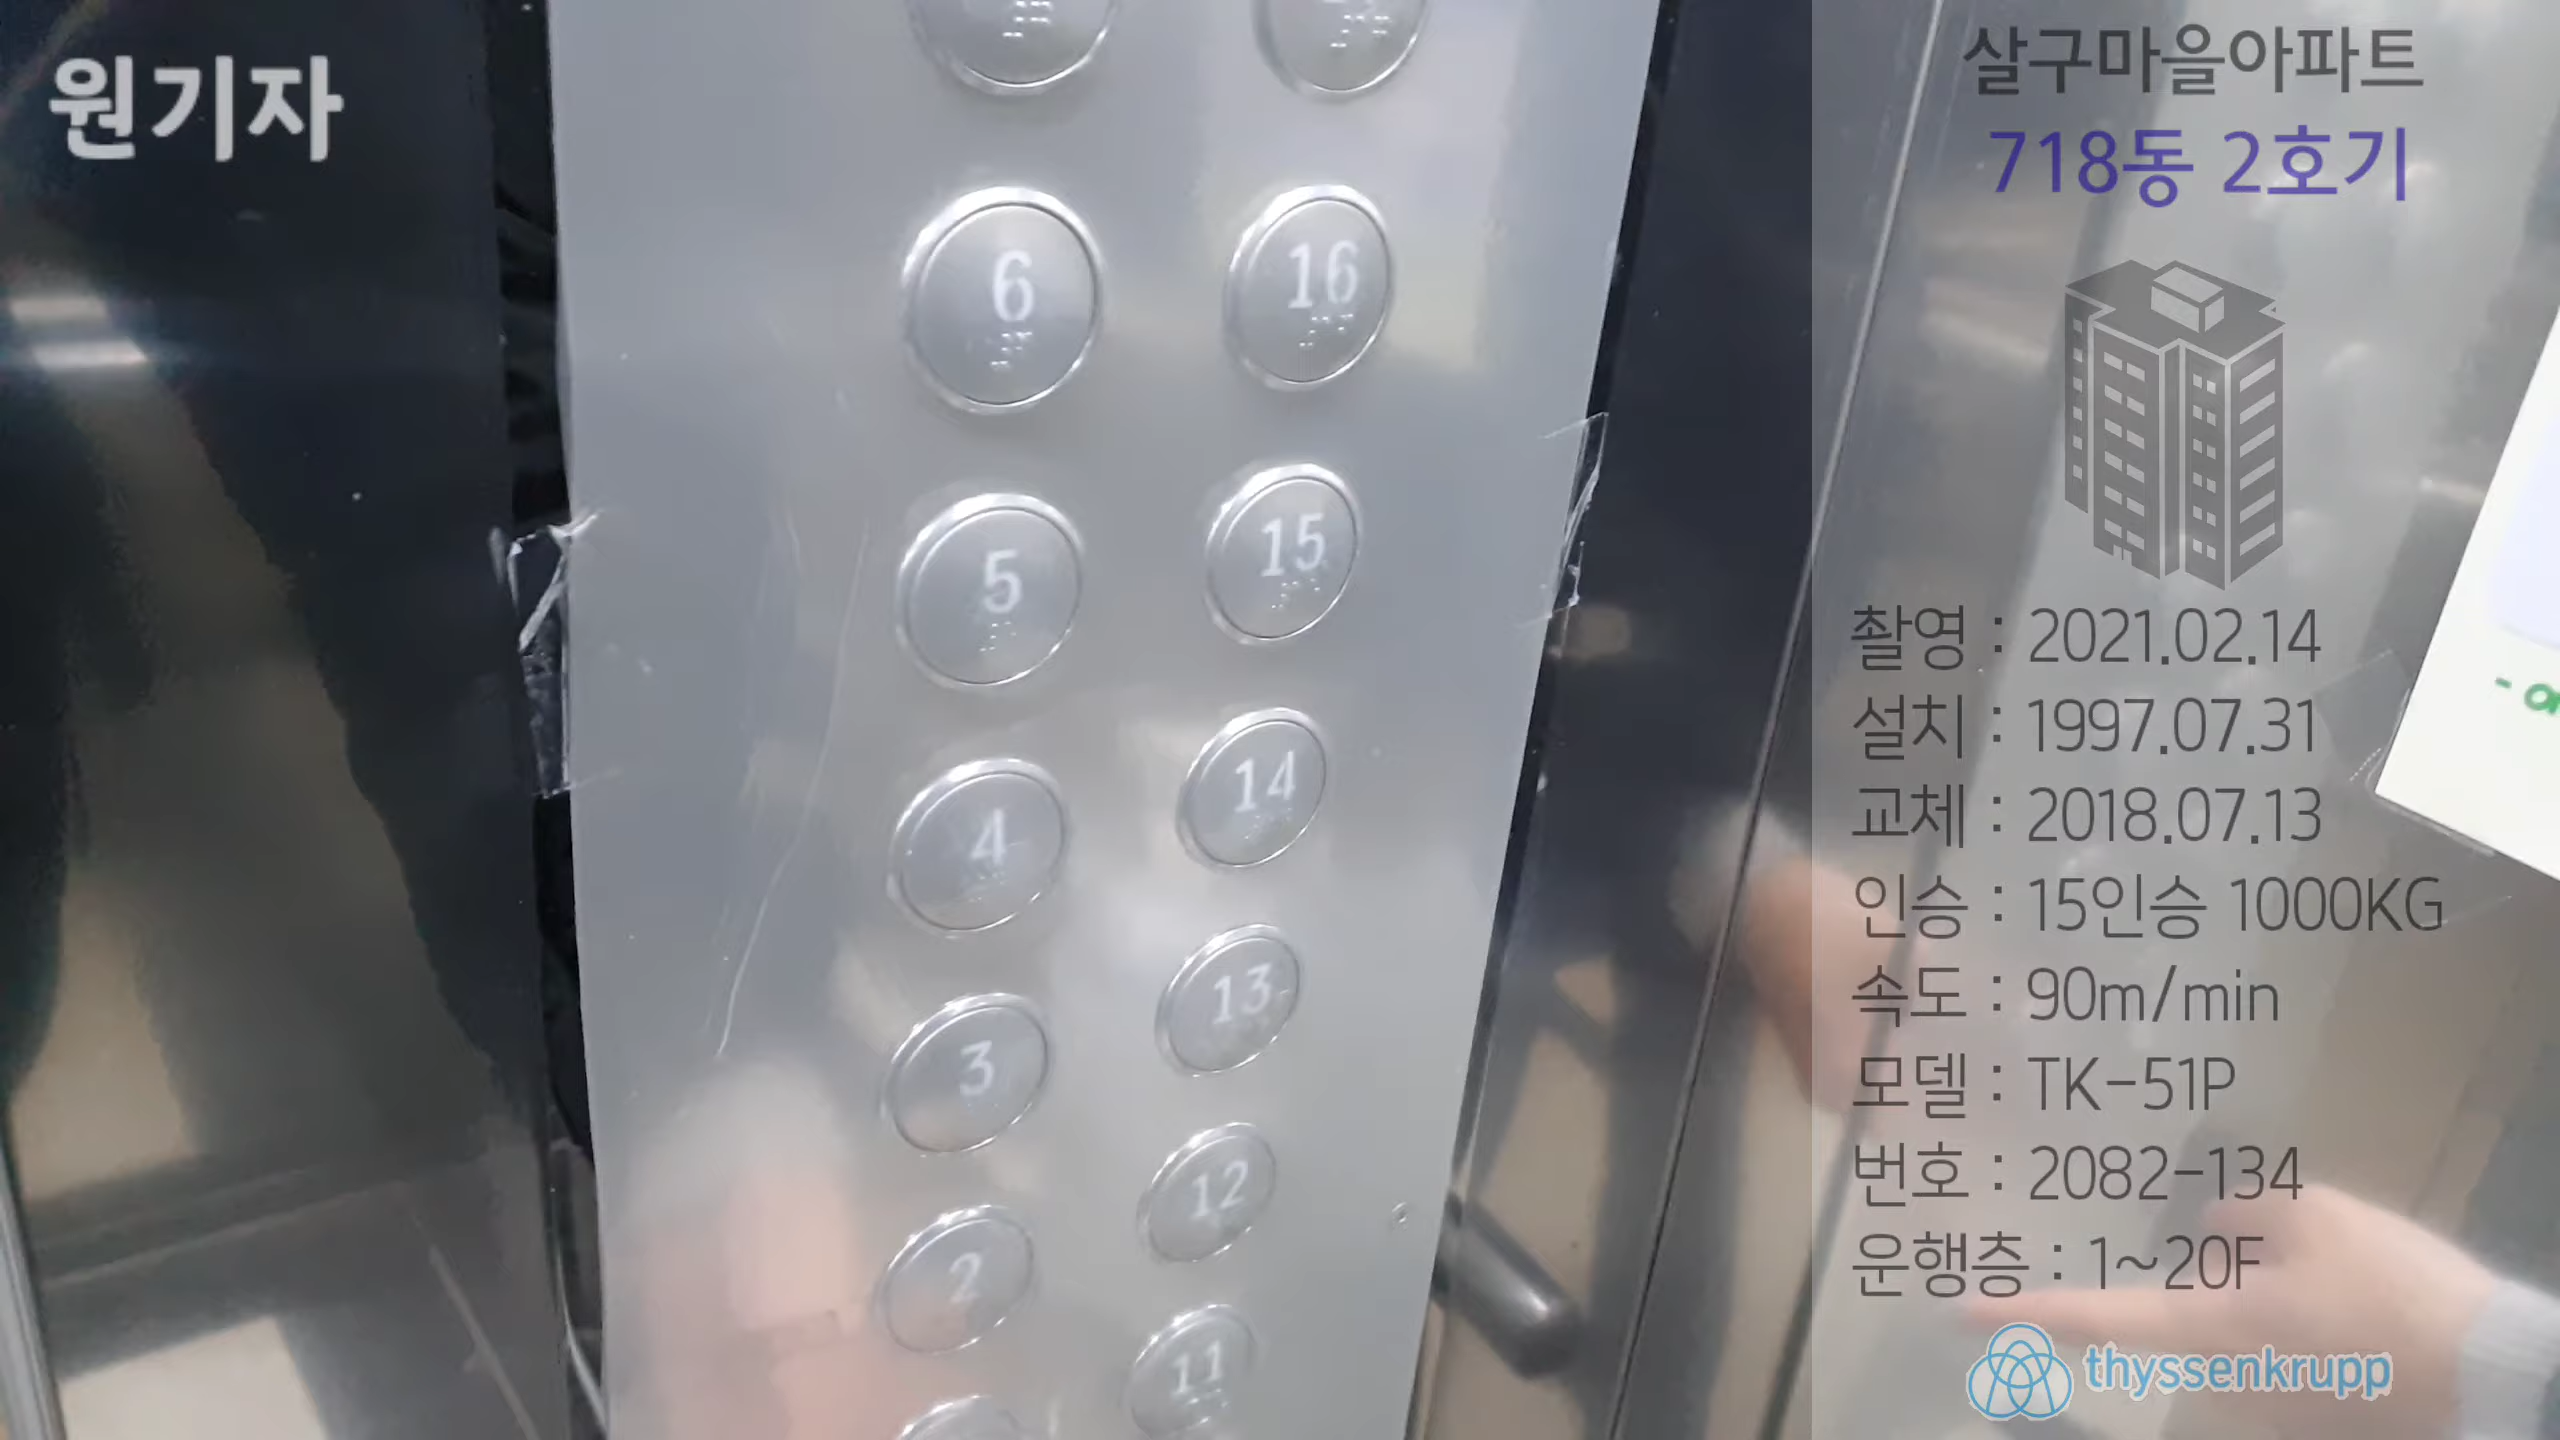 원기자
6 16
5 15
4 14
3 13
2 12
11
살구마을아파트
718동 2호기
촬영 : 2021.02.14
설치 : 1997.07.31
교체 : 2018.07.13
인승 : 15인승 1000KG
속도 : 90m/min
모델 : TK-51P
번호 : 2082-134
운행층 : 1~20F
thyssenkrupp